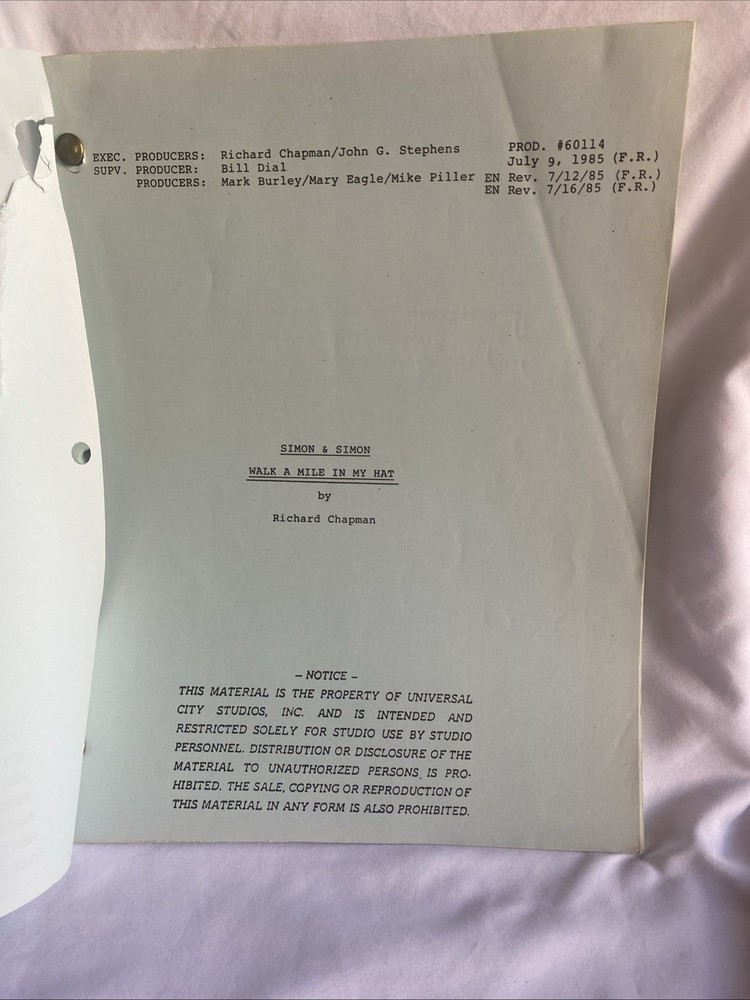 EXEC. PRODUCERS: Richard Chapman/John G. Stephens PROD. #60114
SUPV. PRODUCER: Bill Dial July 9, 1985 (F.R.)
PRODUCERS: Mark Burley/Mary Eagle/Mike Piller EN Rev. 7/12/85 (F.R.)
EN Rev. 7/16/85 (F.R.)
SIMON & SIMON
WALK A MILE IN MY HAT
by
Richard Chapman
– NOTICE –
THIS MATERIAL IS THE PROPERTY OF UNIVERSAL
CITY STUDIOS, INC. AND IS INTENDED AND
RESTRICTED SOLELY FOR STUDIO USE BY STUDIO
PERSONNEL. DISTRIBUTION OR DISCLOSURE OF THE
MATERIAL TO UNAUTHORIZED PERSONS IS PRO-
HIBITED. THE SALE, COPYING OR REPRODUCTION OF
THIS MATERIAL IN ANY FORM IS ALSO PROHIBITED.